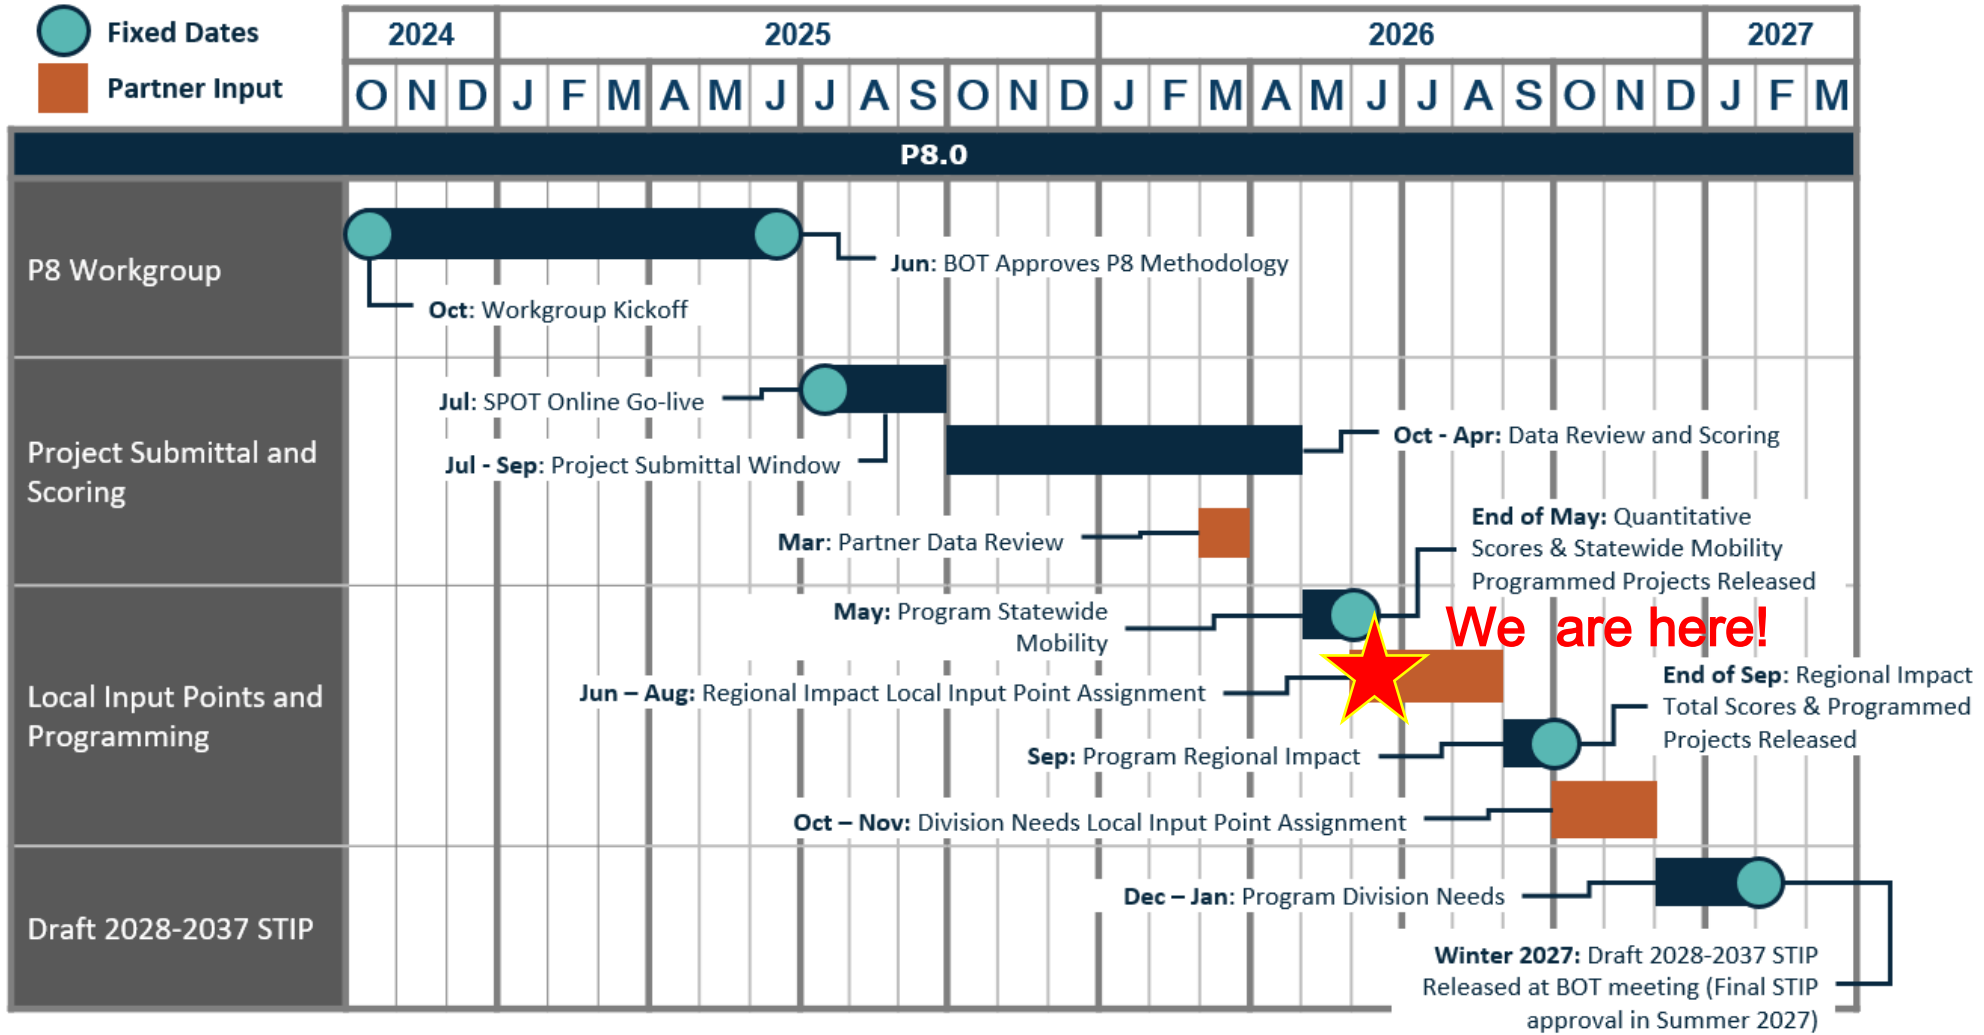 Fixed Dates
Partner Input
2024 2025 2026 2027
O N D J F M A M J J A S O N D J F M A M J J A S O N D J F M
P8.0
P8 Workgroup
Jun: BOT Approves P8 Methodology
Oct: Workgroup Kickoff
Project Submittal and
Scoring
Jul: SPOT Online Go-live
Jul - Sep: Project Submittal Window
Oct - Apr: Data Review and Scoring
Mar: Partner Data Review
End of May: Quantitative
Scores & Statewide Mobility
Programmed Projects Released
Local Input Points and
Programming
May: Program Statewide
Mobility
We are here!
Jun – Aug: Regional Impact Local Input Point Assignment
End of Sep: Regional Impact
Total Scores & Programmed
Projects Released
Sep: Program Regional Impact
Oct – Nov: Division Needs Local Input Point Assignment
Draft 2028-2037 STIP
Dec – Jan: Program Division Needs
Winter 2027: Draft 2028-2037 STIP
Released at BOT meeting (Final STIP
approval in Summer 2027)